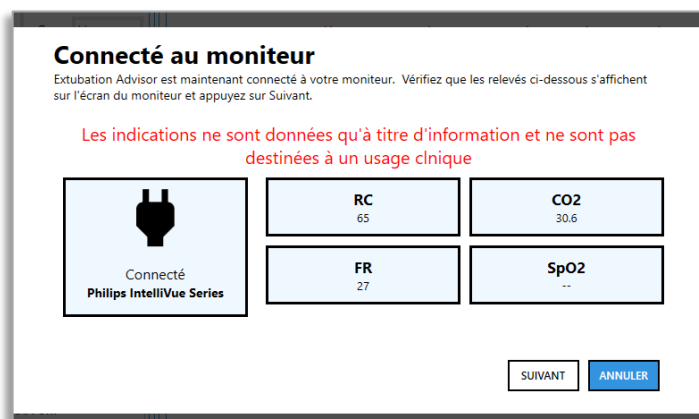 Connecté au moniteur
Extubation Advisor est maintenant connecté à votre moniteur. Vérifiez que les relevés ci-dessous s'affichent
sur l'écran du moniteur et appuyez sur Suivant.
Les indications ne sont données qu'à titre d'information et ne sont pas
destinées à un usage clnique
Connecté
Philips IntelliVue Series
RC
65
CO2
30.6
FR
27
SpO2
--
SUIVANT
ANNULER